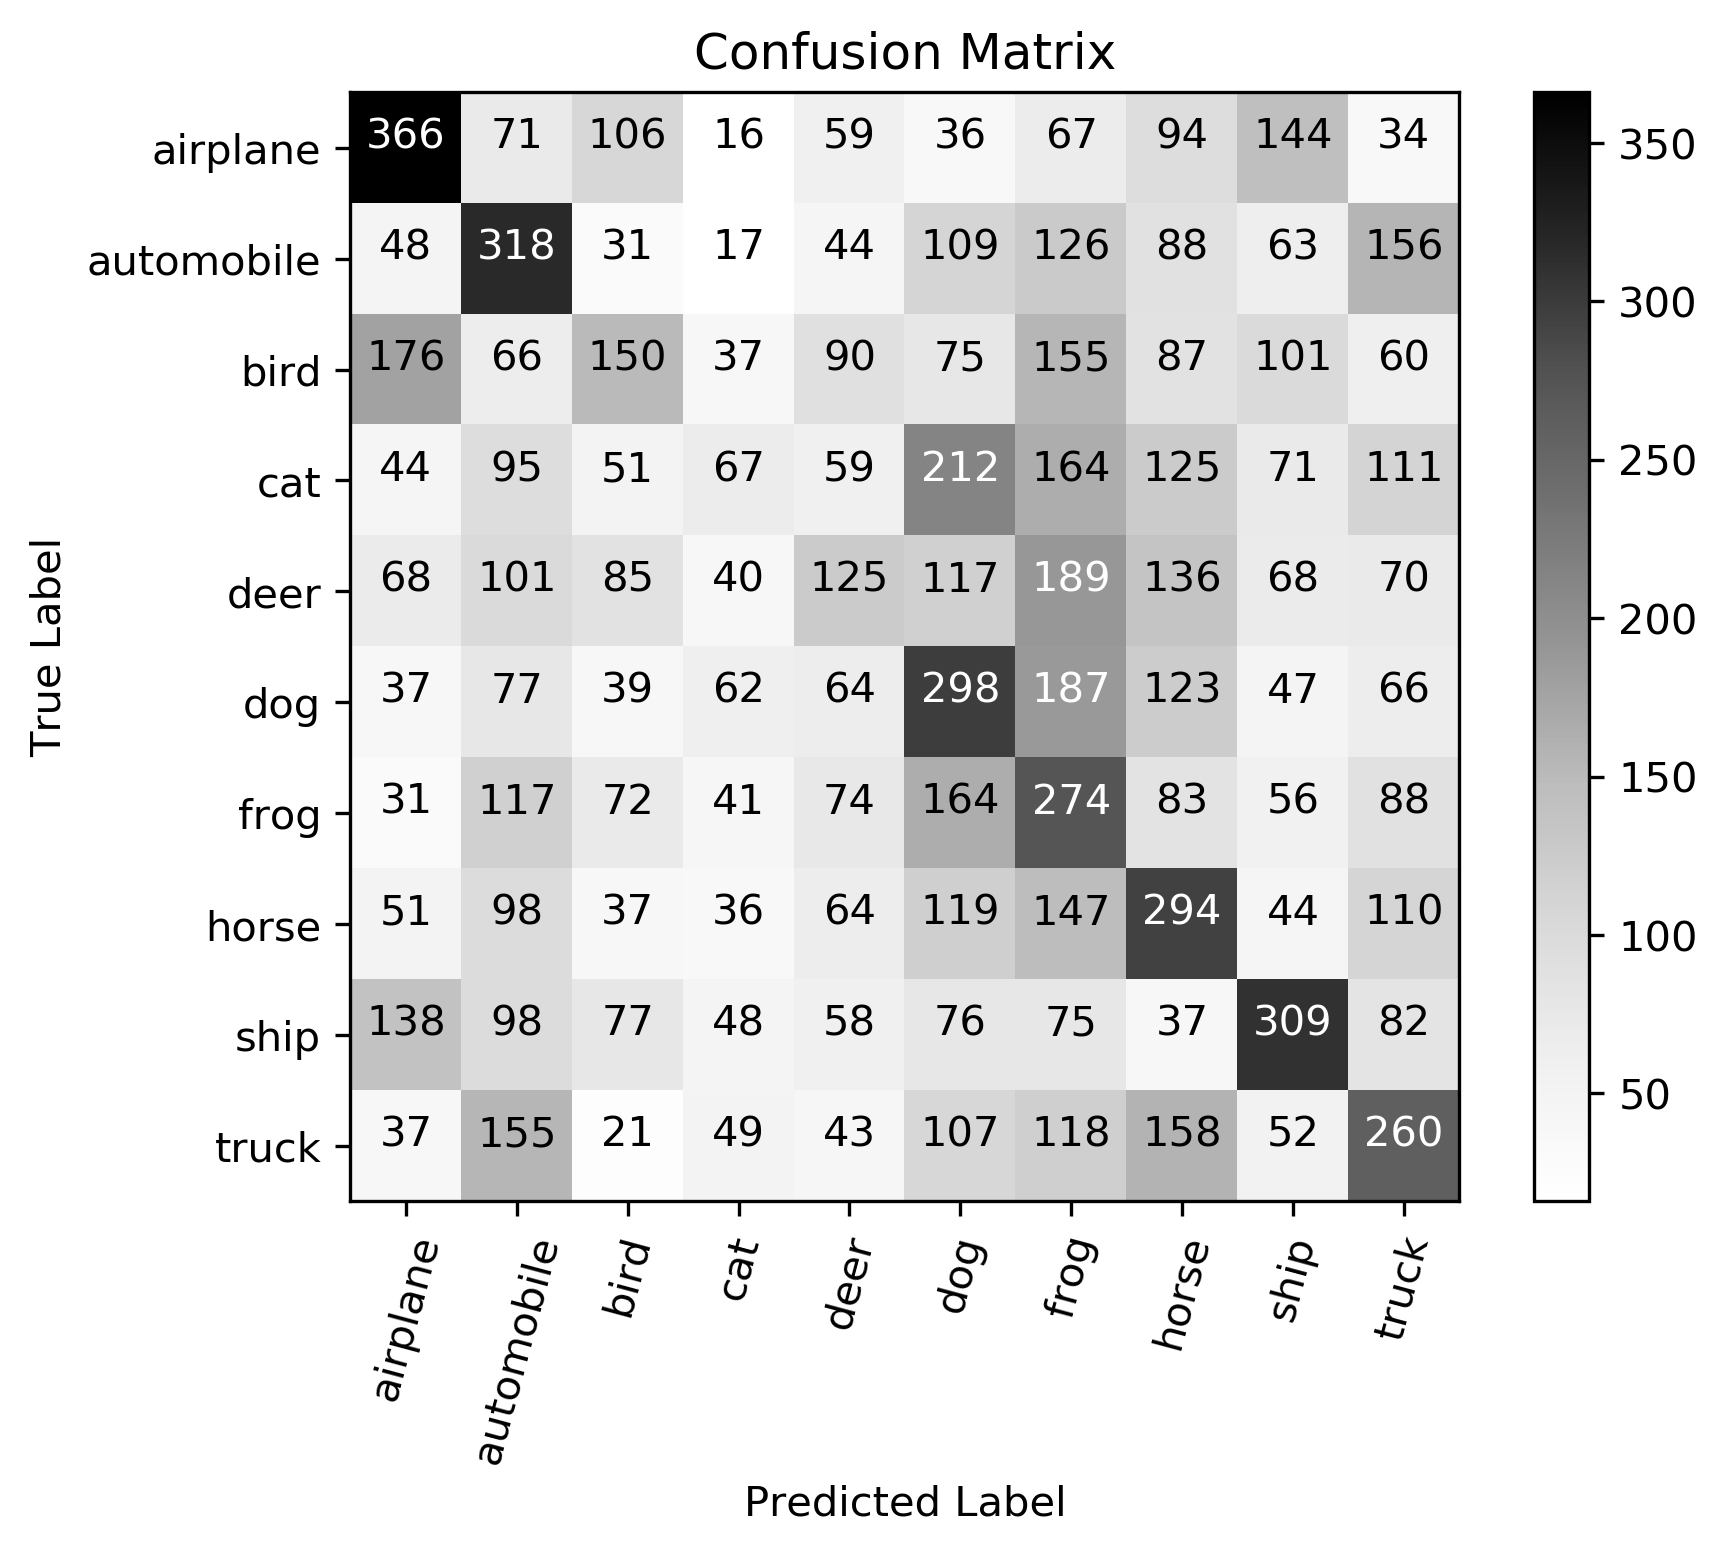 Confusion Matrix
airplane 366 71 106 16 59 36 67 94 144 34
automobile 48 318 31 17 44 109 126 88 63 156
bird 176 66 150 37 90 75 155 87 101 60
cat 44 95 51 67 59 212 164 125 71 111
deer 68 101 85 40 125 117 189 136 68 70
dog 37 77 39 62 64 298 187 123 47 66
frog 31 117 72 41 74 164 274 83 56 88
horse 51 98 37 36 64 119 147 294 44 110
ship 138 98 77 48 58 76 75 37 309 82
truck 37 155 21 49 43 107 118 158 52 260
True Label
airplane automobile bird cat deer dog frog horse ship truck
Predicted Label
350
300
250
200
150
100
50